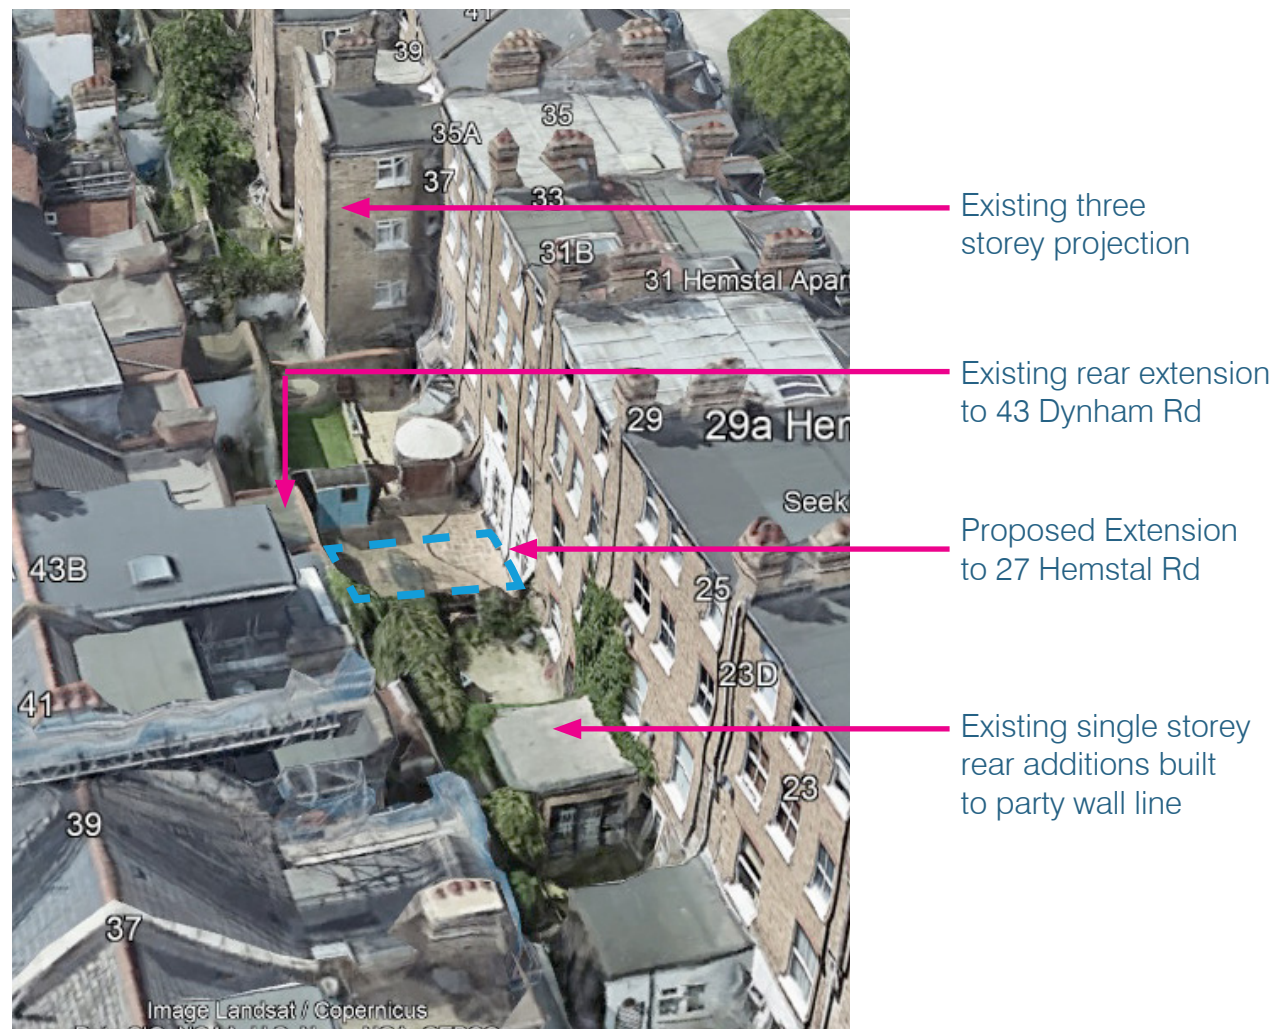 41
39
35
35A
37
33
31B
31 Hemstal Apar
29
29a Her
Seek
43B
25
23D
41
23
39
37
Image Landsat / Copernicus
Existing three
storey projection
Existing rear extension
to 43 Dynham Rd
Proposed Extension
to 27 Hemstal Rd
Existing single storey
rear additions built
to party wall line